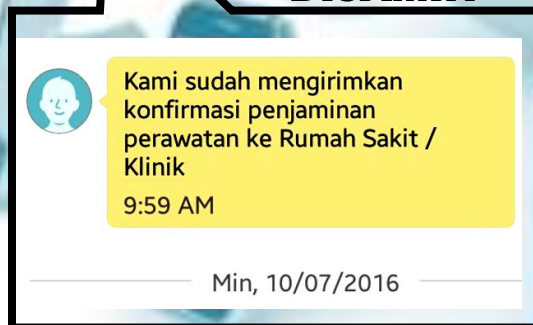 Kami sudah mengirimkan
konfirmasi penjaminan
perawatan ke Rumah Sakit /
Klinik
9:59 AM
Min, 10/07/2016